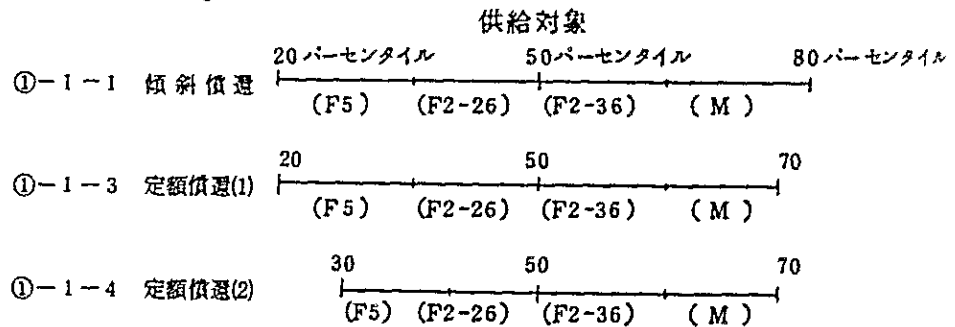 供給対象
20パーセンタイル 50パーセンタイル 80パーセンタイル
①-1-1 傾斜償還
(F5) (F2-26) (F2-36) (M)
20 50 70
①-1-3 定額償還(1)
(F5) (F2-26) (F2-36) (M)
30 50 70
①-1-4 定額償還(2)
(F5) (F2-26) (F2-36) (M)